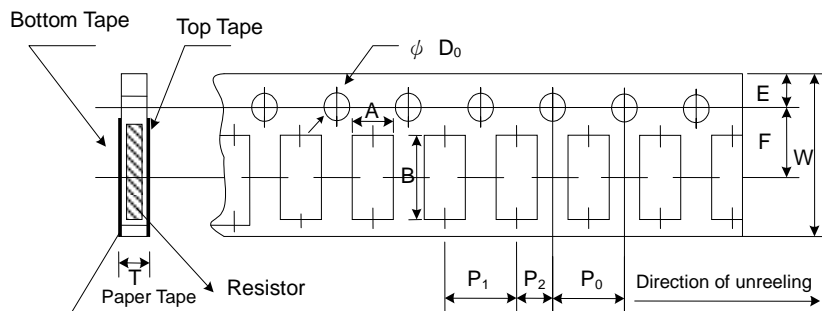 Bottom Tape
Top Tape
ψ D0
E
A
F
W
B
T
P1
P2
P0
Direction of unreeling
Resistor
Paper Tape